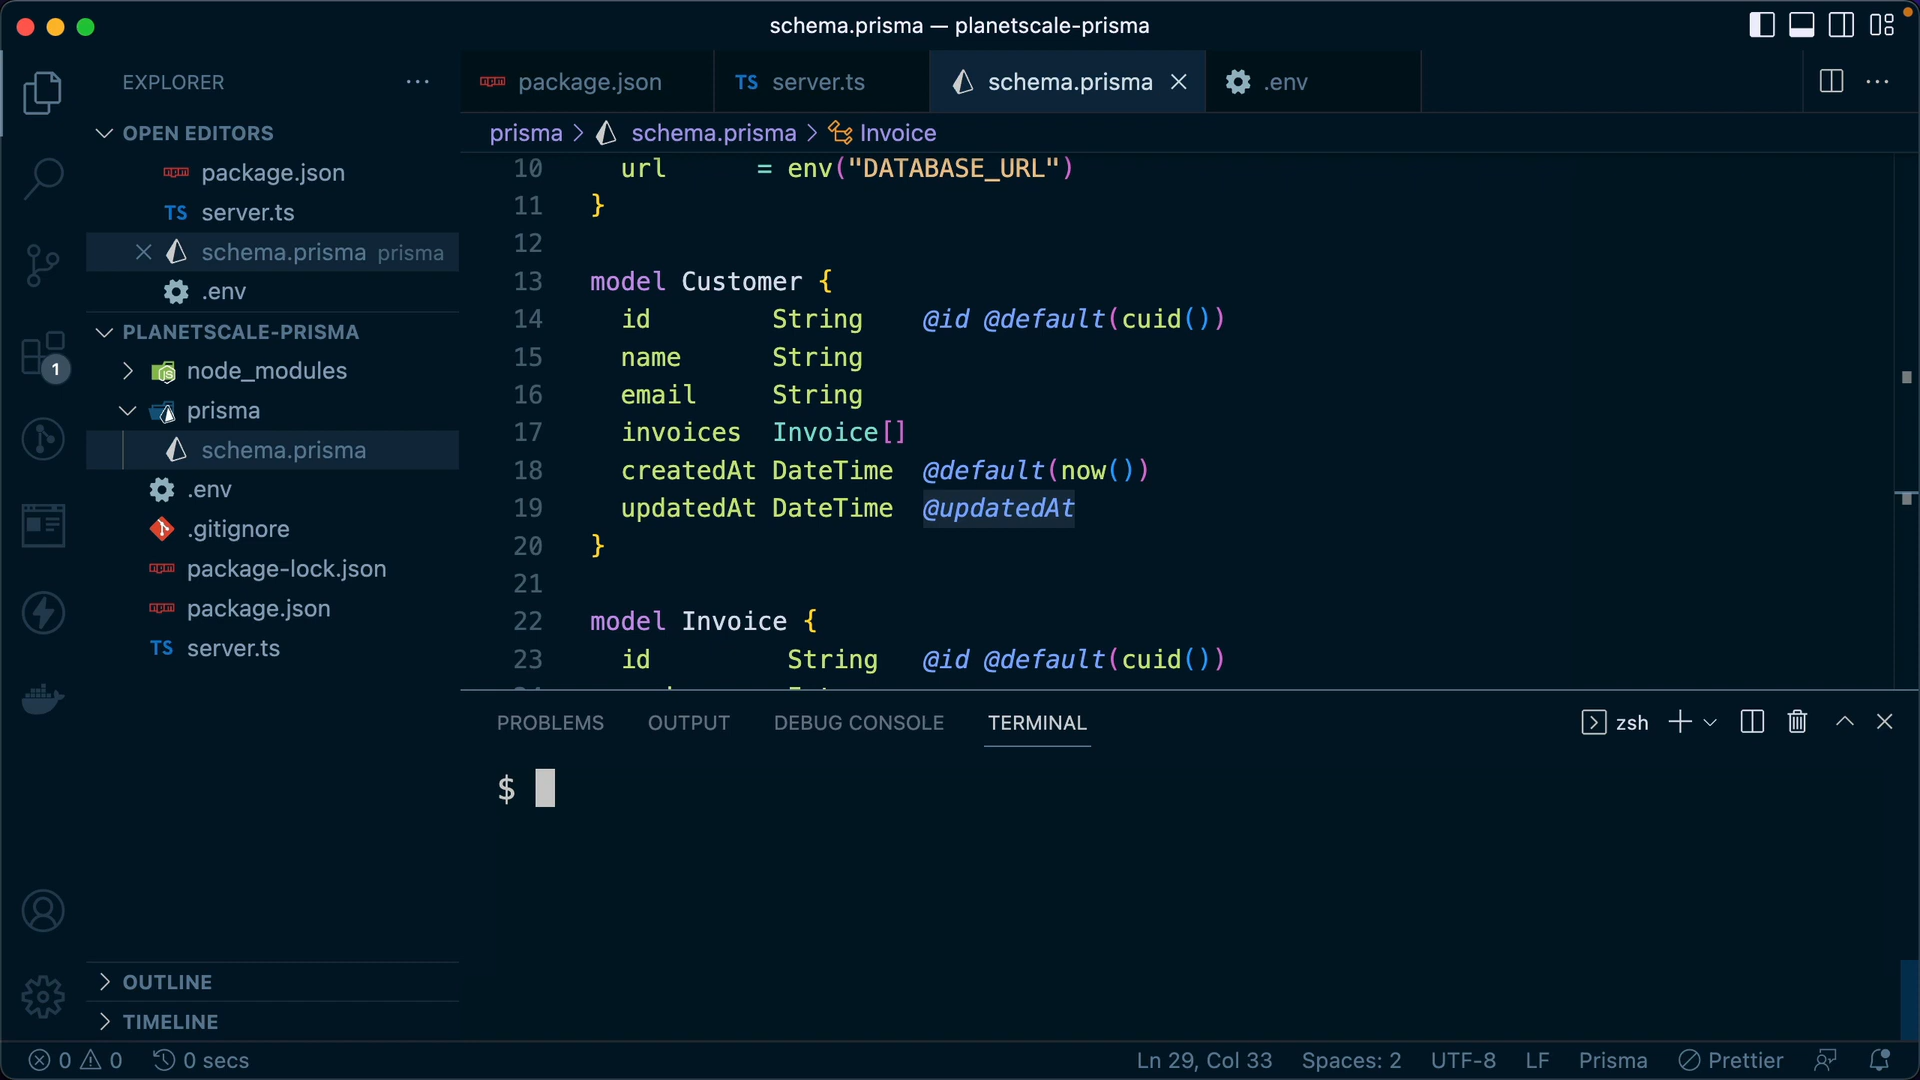 schema.prisma — planetscale-prisma
EXPLORER
package.json
TS server.ts
schema.prisma
.env
OPEN EDITORS
package.json
TS server.ts
schema.prisma prisma
.env
PLANETSCALE-PRISMA
node_modules
prisma
schema.prisma
.env
.gitignore
package-lock.json
package.json
TS server.ts
OUTLINE
TIMELINE
1
prisma > schema.prisma > Invoice
10 url = env("DATABASE_URL")
11 }
12
13 model Customer {
14 id String @id @default(cuid())
15 name String
16 email String
17 invoices Invoice[]
18 createdAt DateTime @default(now())
19 updatedAt DateTime @updatedAt
20 }
21
22 model Invoice {
23 id String @id @default(cuid())
PROBLEMS OUTPUT DEBUG CONSOLE TERMINAL
zsh
$
0 0 0 secs
Ln 29, Col 33 Spaces: 2 UTF-8 LF Prisma Prettier